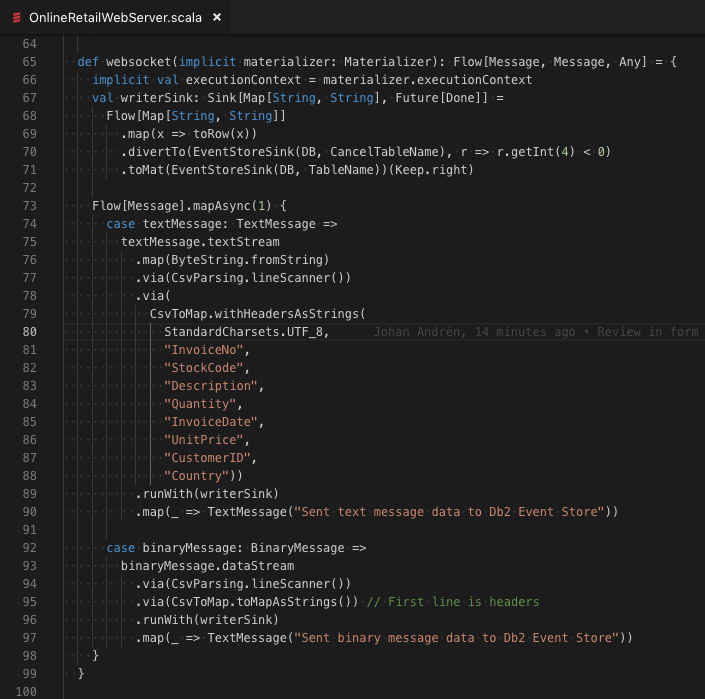 OnlineRetailWebServer.scala ×
64
65 def websocket(implicit materializer: Materializer): Flow[Message, Message, Any] = {
66 implicit val executionContext = materializer.executionContext
67 val writerSink: Sink[Map[String, String], Future[Done]] =
68 Flow[Map[String, String]]
69 .map(x => toRow(x))
70 .divertTo(EventStoreSink(DB, CancelTableName), r => r.getInt(4) < 0)
71 .toMat(EventStoreSink(DB, TableName))(Keep.right)
72
73 Flow[Message].mapAsync(1) {
74 case textMessage: TextMessage =>
75 textMessage.textStream
76 .map(ByteString.fromString)
77 .via(CsvParsing.lineScanner())
78 .via(
79 CsvToMap.withHeadersAsStrings(
80 StandardCharsets.UTF_8, Johan Andrén, 14 minutes ago • Review in form
81 "InvoiceNo",
82 "StockCode",
83 "Description",
84 "Quantity",
85 "InvoiceDate",
86 "UnitPrice",
87 "CustomerID",
88 "Country"))
89 .runWith(writerSink)
90 .map(_ => TextMessage("Sent text message data to Db2 Event Store"))
91
92 case binaryMessage: BinaryMessage =>
93 binaryMessage.dataStream
94 .via(CsvParsing.lineScanner())
95 .via(CsvToMap.toMapAsStrings()) // First line is headers
96 .runWith(writerSink)
97 .map(_ => TextMessage("Sent binary message data to Db2 Event Store"))
98 }
99 }
100